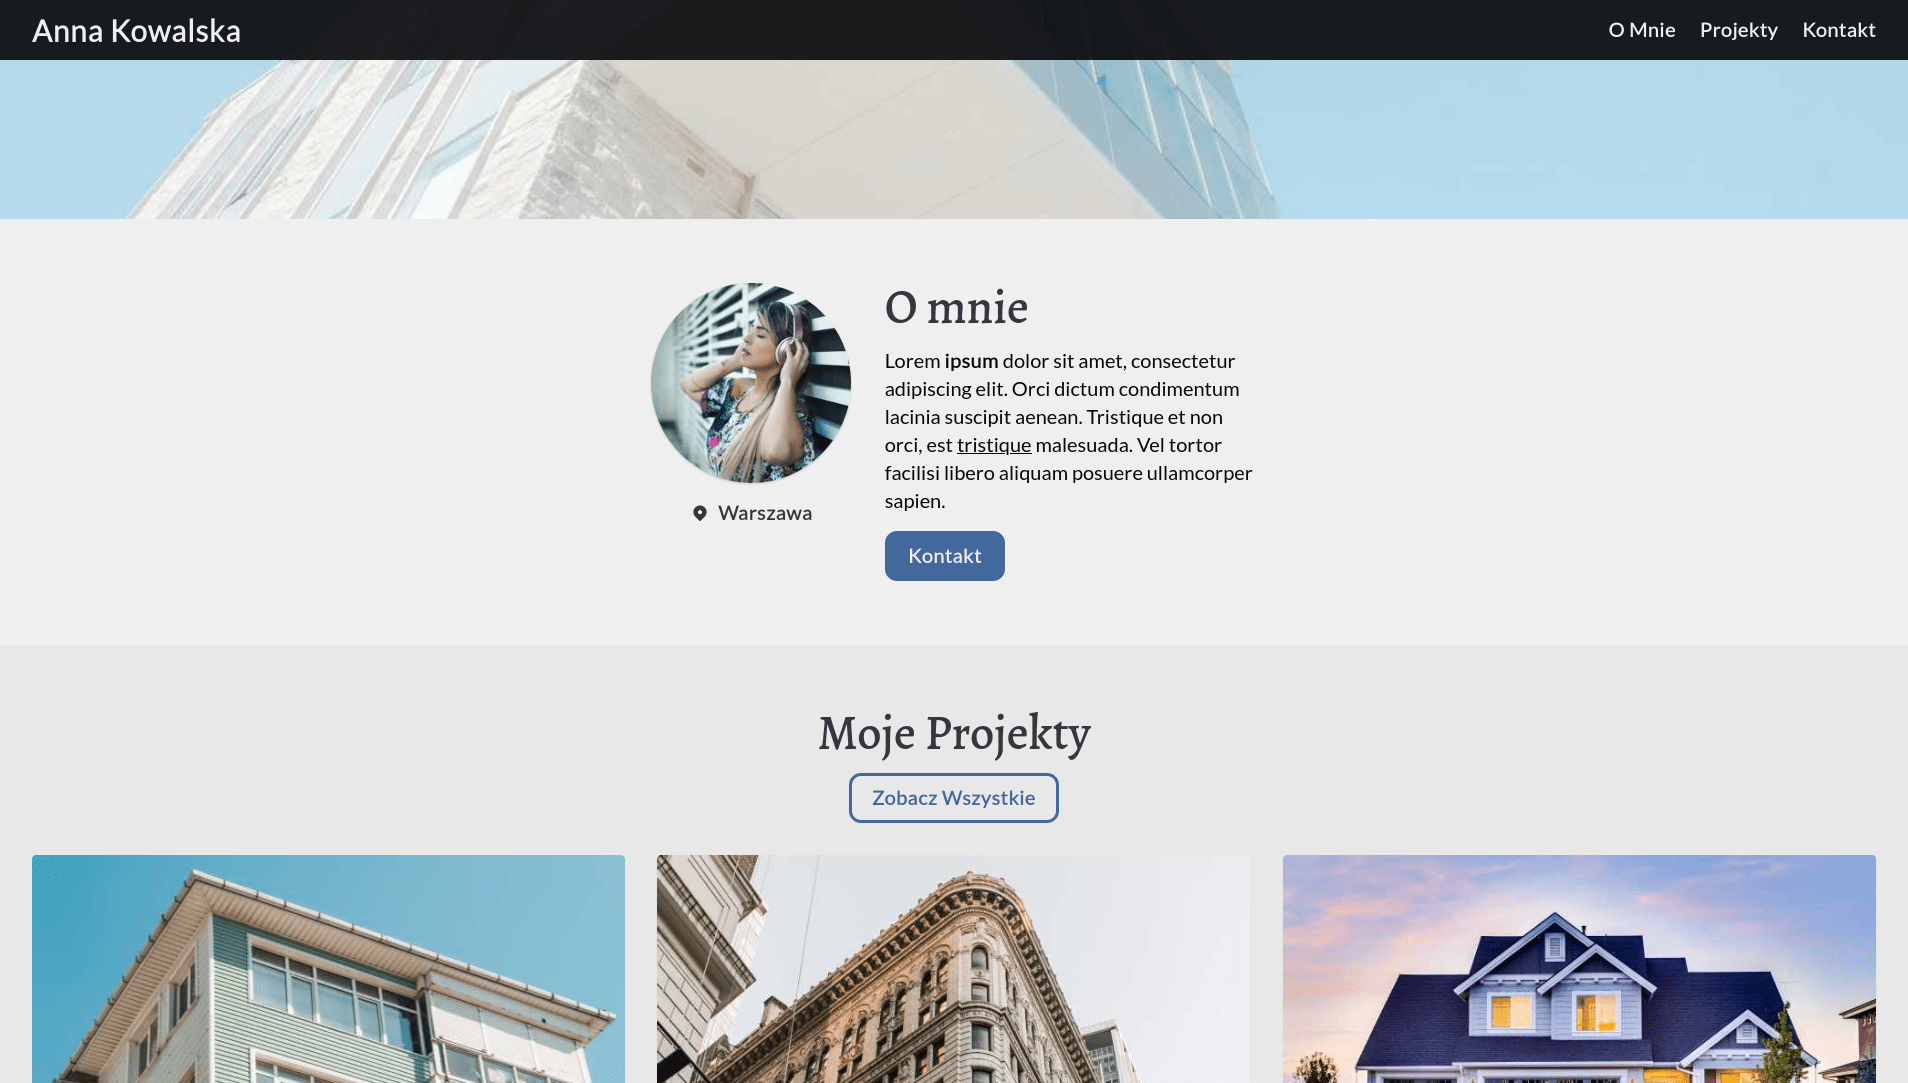 Anna Kowalska
O Mnie Projekty Kontakt
O mnie
Lorem ipsum dolor sit amet, consectetur
adipiscing elit. Orci dictum condimentum
lacinia suscipit aenean. Tristique et non
orci, est tristique malesuada. Vel tortor
facilisi libero aliquam posuere ullamcorper
sapien.
Warszawa
Kontakt
Moje Projekty
Zobacz Wszystkie